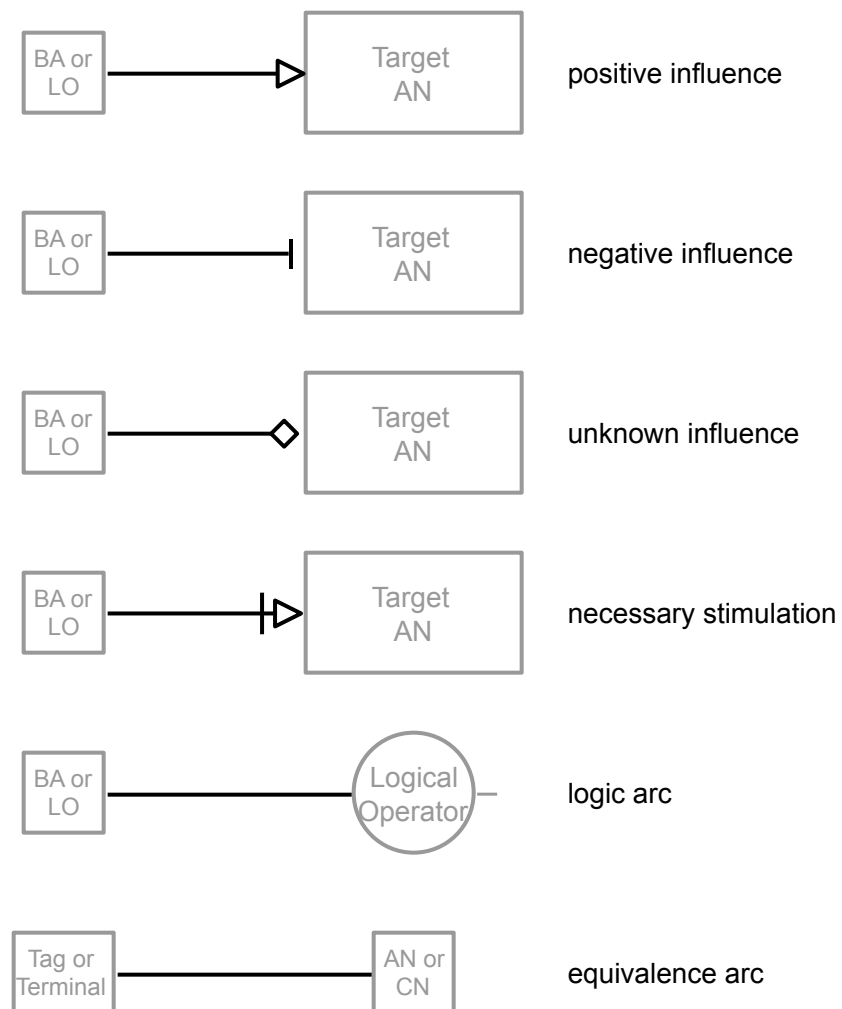 BA or
LO
Target
AN
positive influence
BA or
LO
Target
AN
negative influence
BA or
LO
Target
AN
unknown influence
BA or
LO
Target
AN
necessary stimulation
BA or
LO
Logical
Operator
logic arc
Tag or
Terminal
AN or
CN
equivalence arc